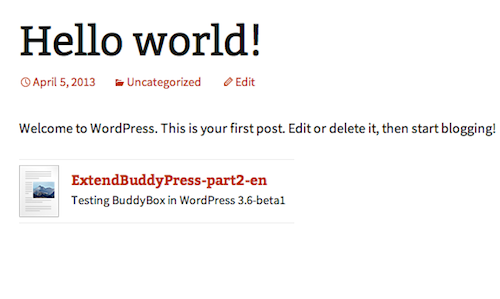 Hello world!
April 5, 2013 Uncategorized Edit
Welcome to WordPress. This is your first post. Edit or delete it, then start blogging!
ExtendBuddyPress-part2-en
Testing BuddyBox in WordPress 3.6-beta1